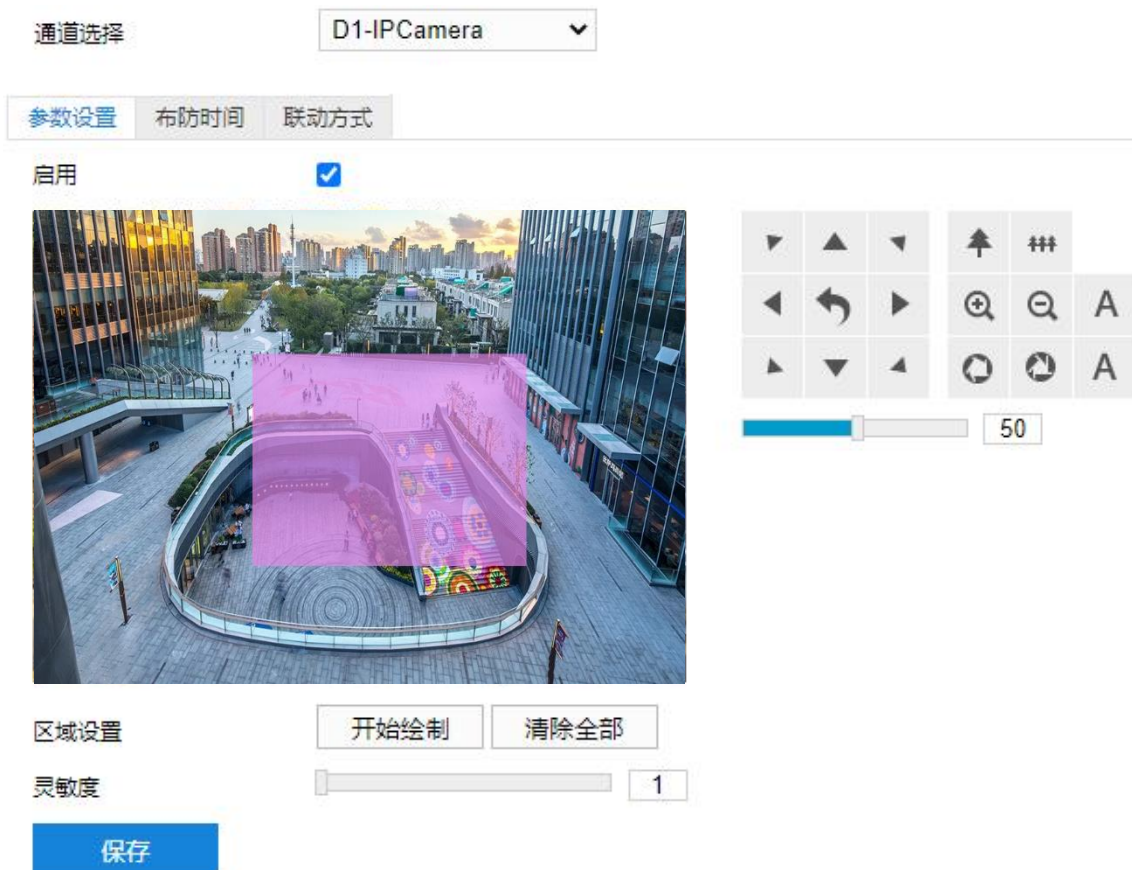 通道选择 D1-IPCamera
参数设置 布防时间 联动方式
启用
A
A
50
区域设置 开始绘制 清除全部
灵敏度 1
保存